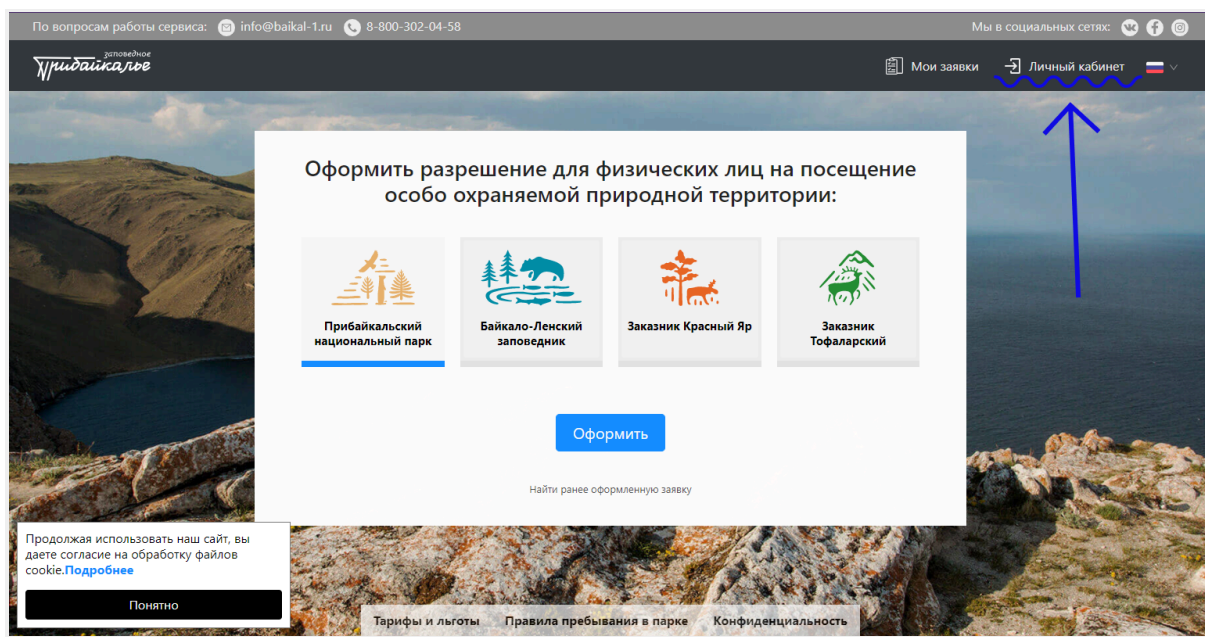 По вопросам работы сервиса: info@baikal-1.ru 8-800-302-04-58 Мы в социальных сетях:
заповедное
Прибайкалье
Мои заявки Личный кабинет
Оформить разрешение для физических лиц на посещение
особо охраняемой природной территории:
Прибайкальский
национальный парк
Байкало-Ленский
заповедник
Заказник Красный Яр
Заказник
Тофаларский
Оформить
Найти ранее оформленную заявку
Продолжая использовать наш сайт, вы
даете согласие на обработку файлов
cookie.Подробнее
Понятно
Тарифы и льготы Правила пребывания в парке Конфиденциальность